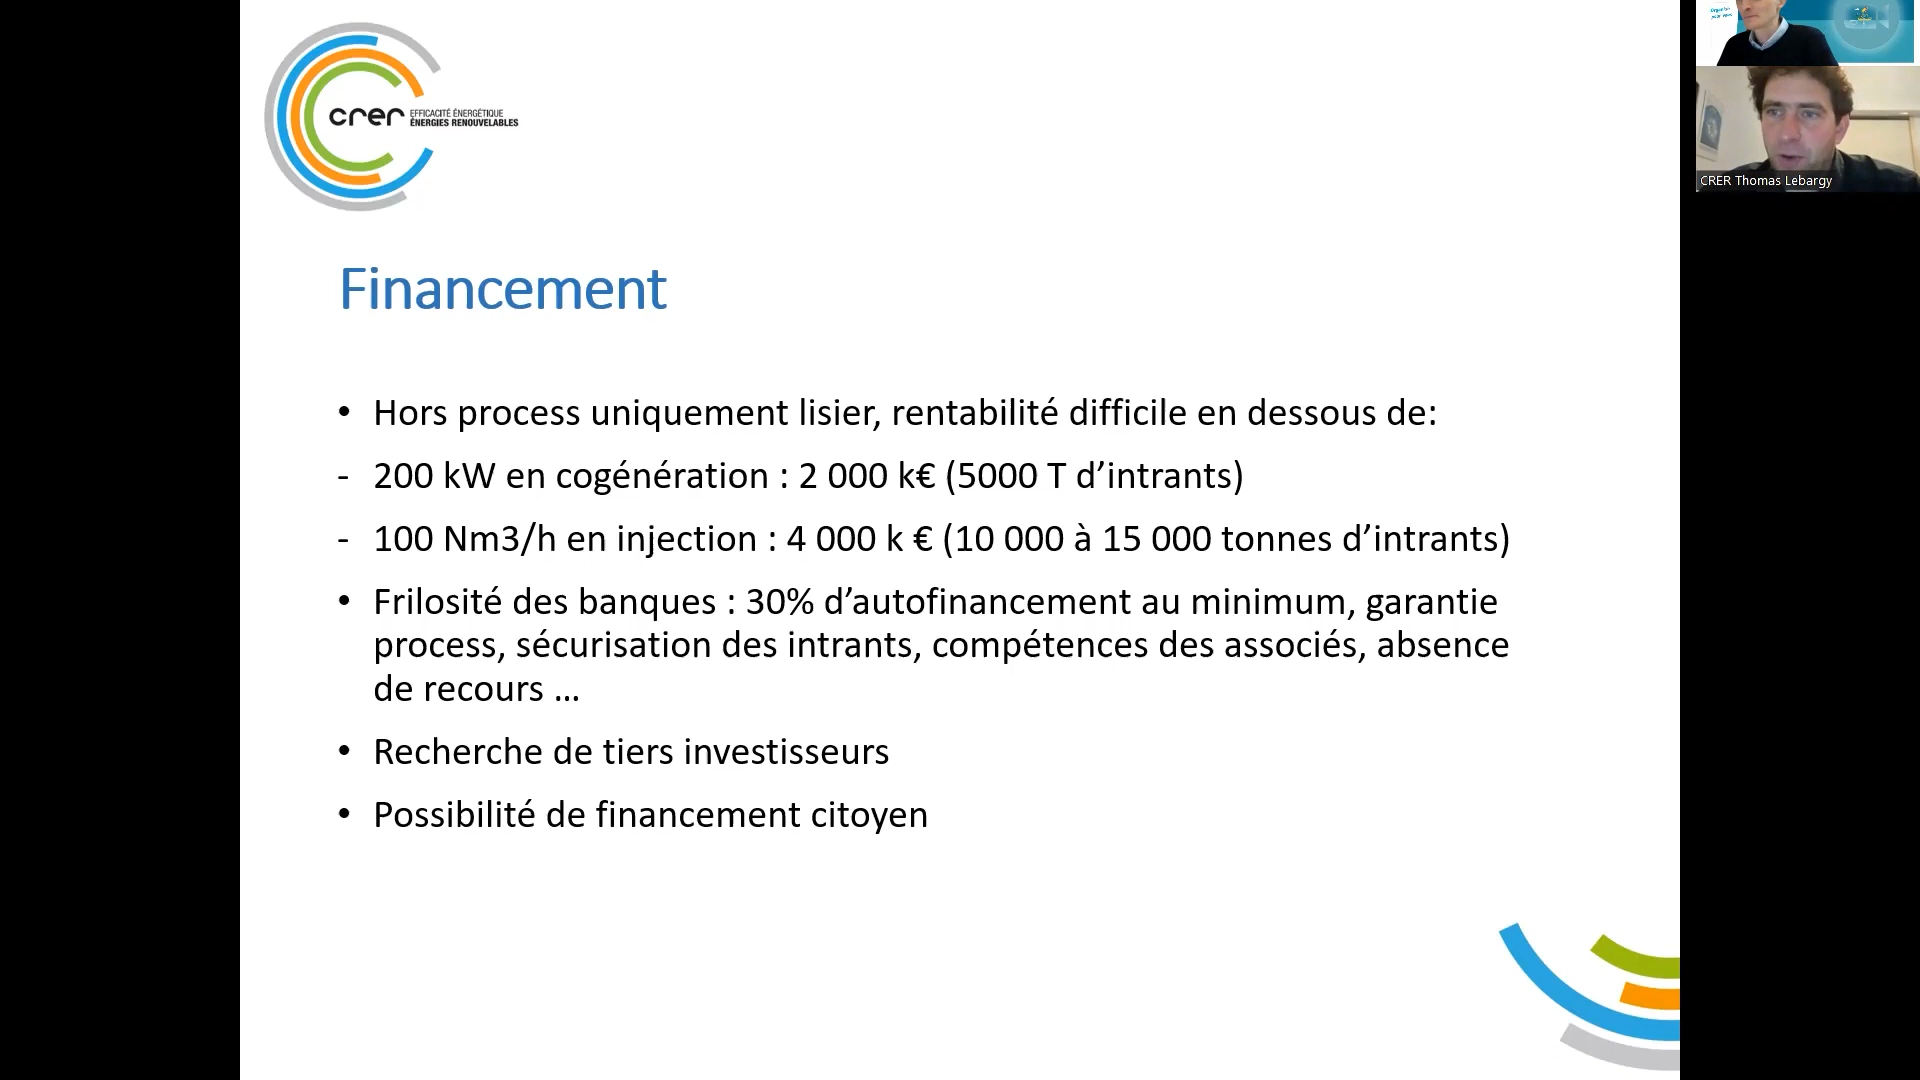 crer EFFICACITÉ ÉNERGÉTIQUE
ÉNERGIES RENOUVELABLES
CRER Thomas Lebargy
Financement
• Hors process uniquement lisier, rentabilité difficile en dessous de:
- 200 kW en cogénération : 2 000 k€ (5000 T d’intrants)
- 100 Nm3/h en injection : 4 000 k € (10 000 à 15 000 tonnes d’intrants)
• Frilosité des banques : 30% d’autofinancement au minimum, garantie
process, sécurisation des intrants, compétences des associés, absence
de recours ...
• Recherche de tiers investisseurs
• Possibilité de financement citoyen